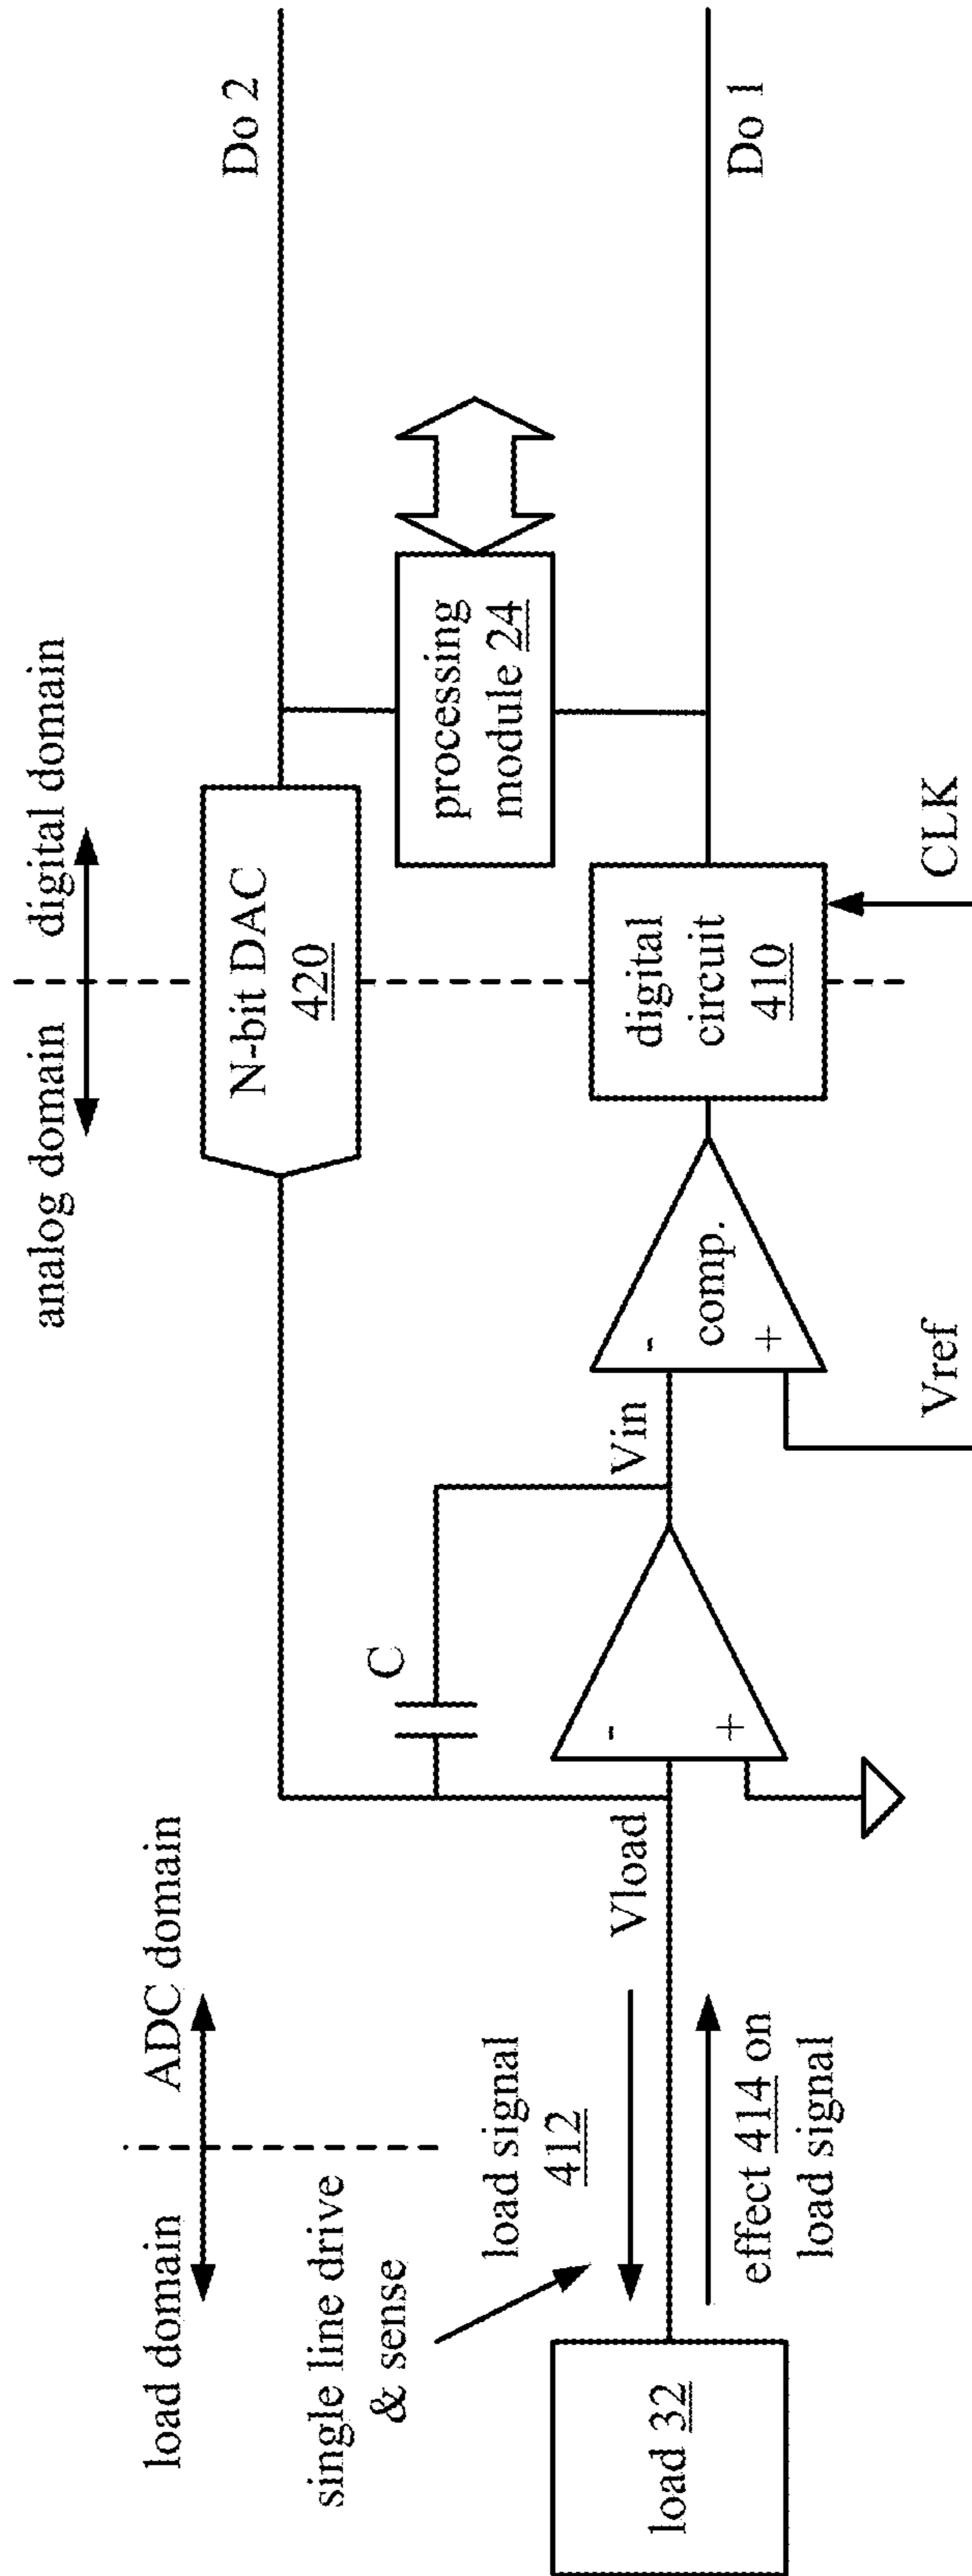 load domain
ADC domain
analog domain
digital domain
single line drive
& sense
load signal
412
Vload
effect 414 on
load signal
load 32
C
-
+
Vin
-
comp.
+
Vref
N-bit DAC
420
digital
circuit
410
CLK
processing
module 24
Do 2
Do 1